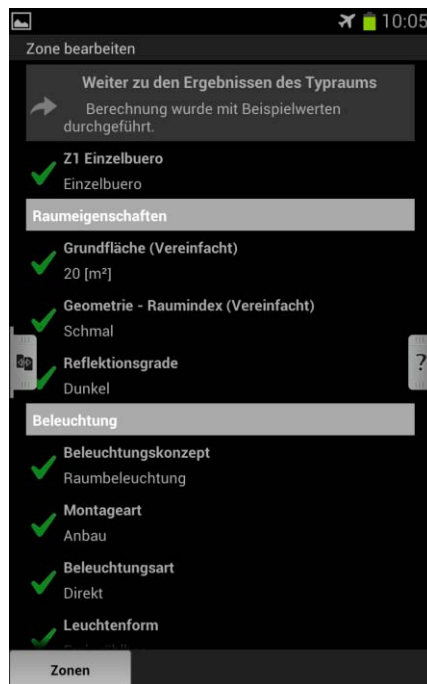 10:05
Zone bearbeiten
Weiter zu den Ergebnissen des Typraums
Berechnung wurde mit Beispielwerten
durchgeführt.
Z1 Einzelbuero
Einzelbuero
Raumeigenschaften
Grundfläche (Vereinfacht)
20 [m²]
Geometrie - Raumindex (Vereinfacht)
Schmal
?
Reflektionsgrade
Dunkel
Beleuchtung
Beleuchtungskonzept
Raumbeleuchtung
Montageart
Anbau
Beleuchtungsart
Direkt
Leuchtenform
Zonen